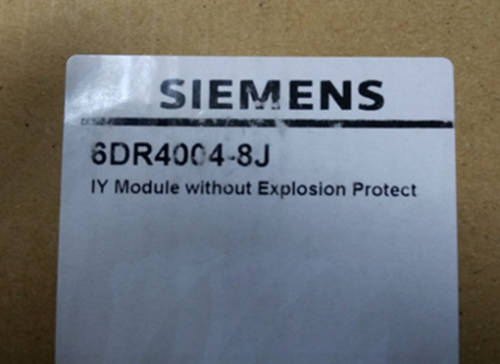 SIEMENS
6DR4004-8J
IY Module without Explosion Protect